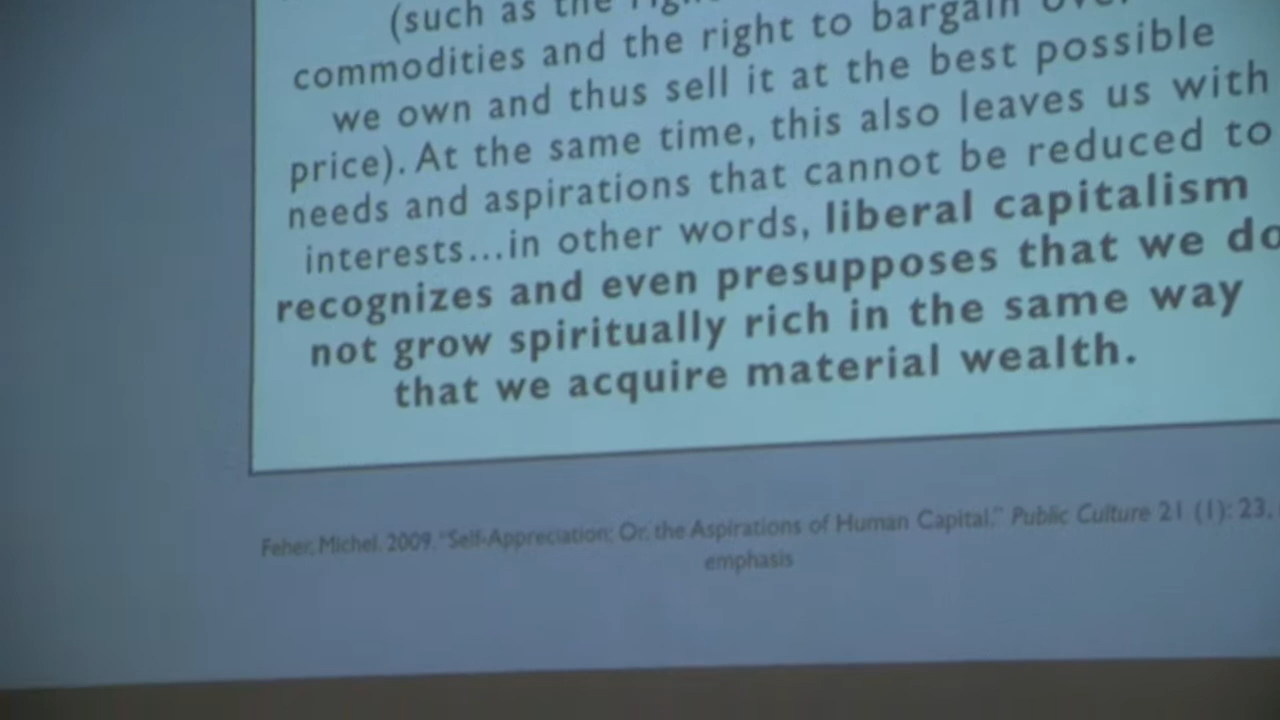 (such as the
commodities and the right to bargain
we own and thus sell it at the best possible
price). At the same time, this also leaves us with
needs and aspirations that cannot be reduced to
interests...in other words, liberal capitalism
recognizes and even presupposes that we do
not grow spiritually rich in the same way
that we acquire material wealth.
Feher, Michel. 2009. "Self-Appreciation; Or, the Aspirations of Human Capital." Public Culture 21 (1): 23,
emphasis